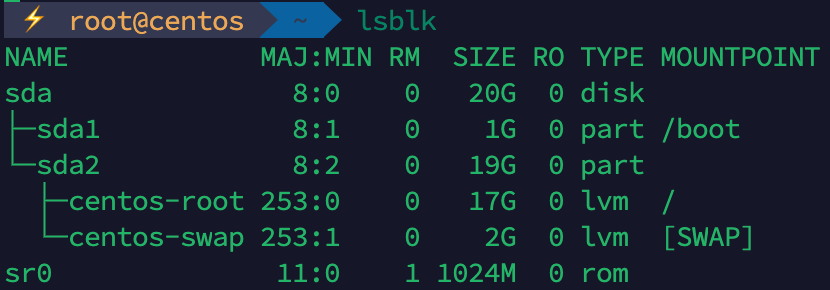 ⚡ root@centos ~ lsblk
NAME            MAJ:MIN RM  SIZE RO TYPE MOUNTPOINT
sda               8:0    0   20G  0 disk
├─sda1            8:1    0    1G  0 part /boot
└─sda2            8:2    0   19G  0 part
  ├─centos-root 253:0    0   17G  0 lvm  /
  └─centos-swap 253:1    0    2G  0 lvm  [SWAP]
sr0              11:0    1 1024M  0 rom